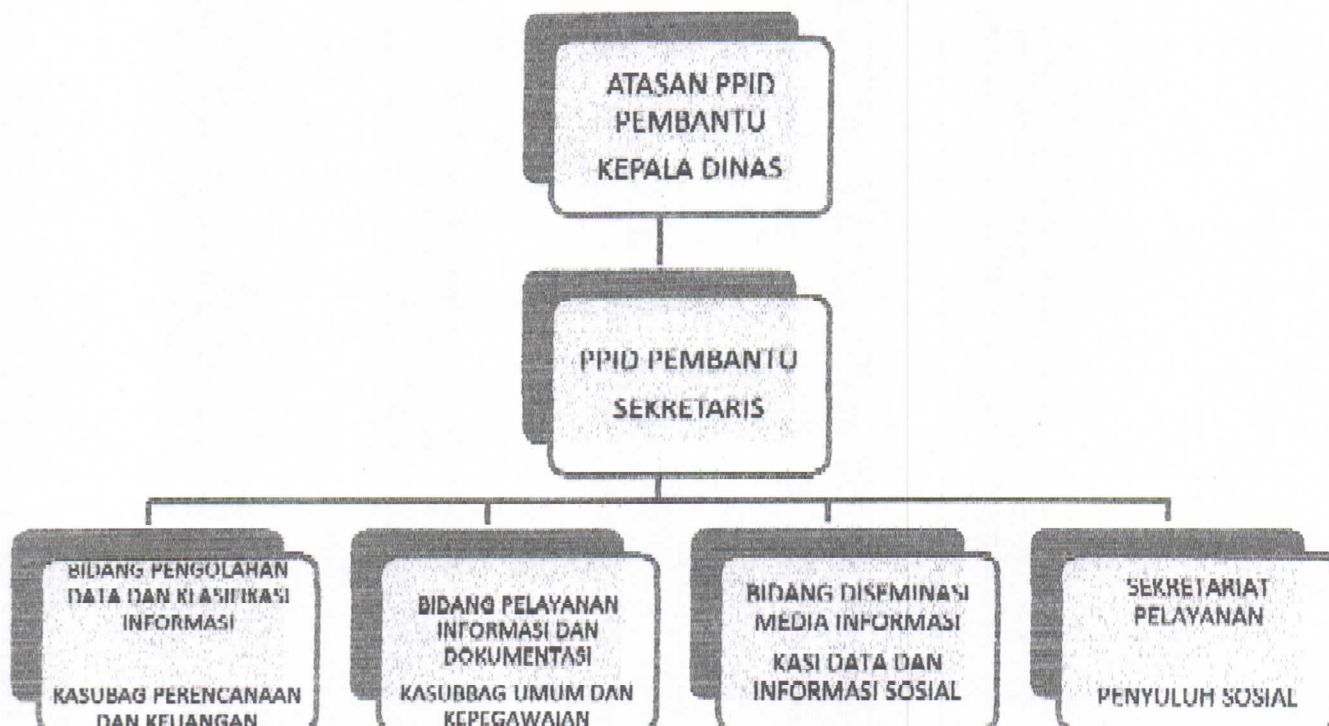 ATASAN PPID
PEMBANTU
KEPALA DINAS
PPID PEMBANTU
SEKRETARIS
BIDANG PENGOLAHAN
DATA DAN KLASIFIKASI
INFORMASI
KASUBAG PERENCANAAN
DAN KEUANGAN
BIDANG PELAYANAN
INFORMASI DAN
DOKUMENTASI
KASUBBAG UMUM DAN
KEPEGAWAIAN
BIDANG DISEMINASI
MEDIA INFORMASI
KASI DATA DAN
INFORMASI SOSIAL
SEKRETARIAT
PELAYANAN
PENYULUH SOSIAL